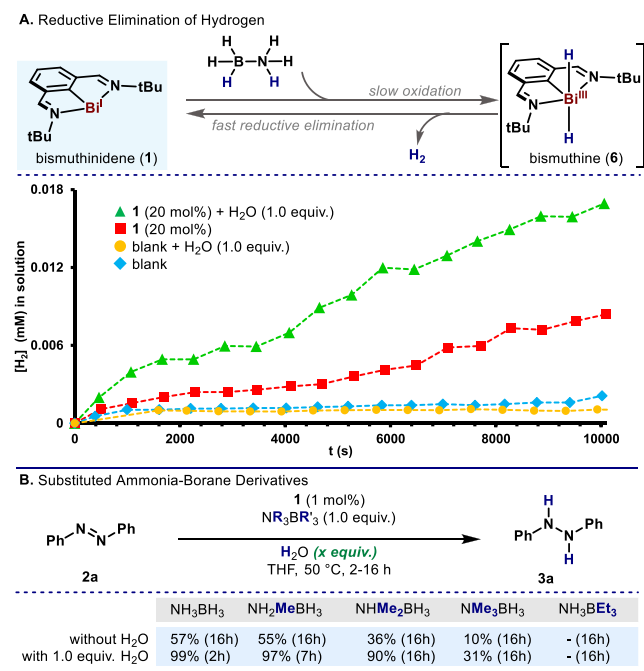 A. Reductive Elimination of Hydrogen
H H
H B N H
H H
N tBu
Bi I
N
tBu
bismuthinidene (1)
slow oxidation
fast reductive elimination
H2
H
N tBu
Bi III
N
tBu
H
bismuthine (6)
0.018
0.012
0.006
0
[H2] (mM) in solution
1 (20 mol%) + H2O (1.0 equiv.)
1 (20 mol%)
blank + H2O (1.0 equiv.)
blank
0 2000 4000 6000 8000 10000
t (s)
B. Substituted Ammonia-Borane Derivatives
Ph N N Ph
2a
1 (1 mol%)
NR3BR'3 (1.0 equiv.)
H2O (x equiv.)
THF, 50 °C, 2-16 h
H
Ph N N Ph
H
3a
NH3BH3 NH2MeBH3 NHMe2BH3 NMe3BH3 NH3BEt3
without H2O 57% (16h) 55% (16h) 36% (16h) 10% (16h) - (16h)
with 1.0 equiv. H2O 99% (2h) 97% (7h) 90% (16h) 31% (16h) - (16h)